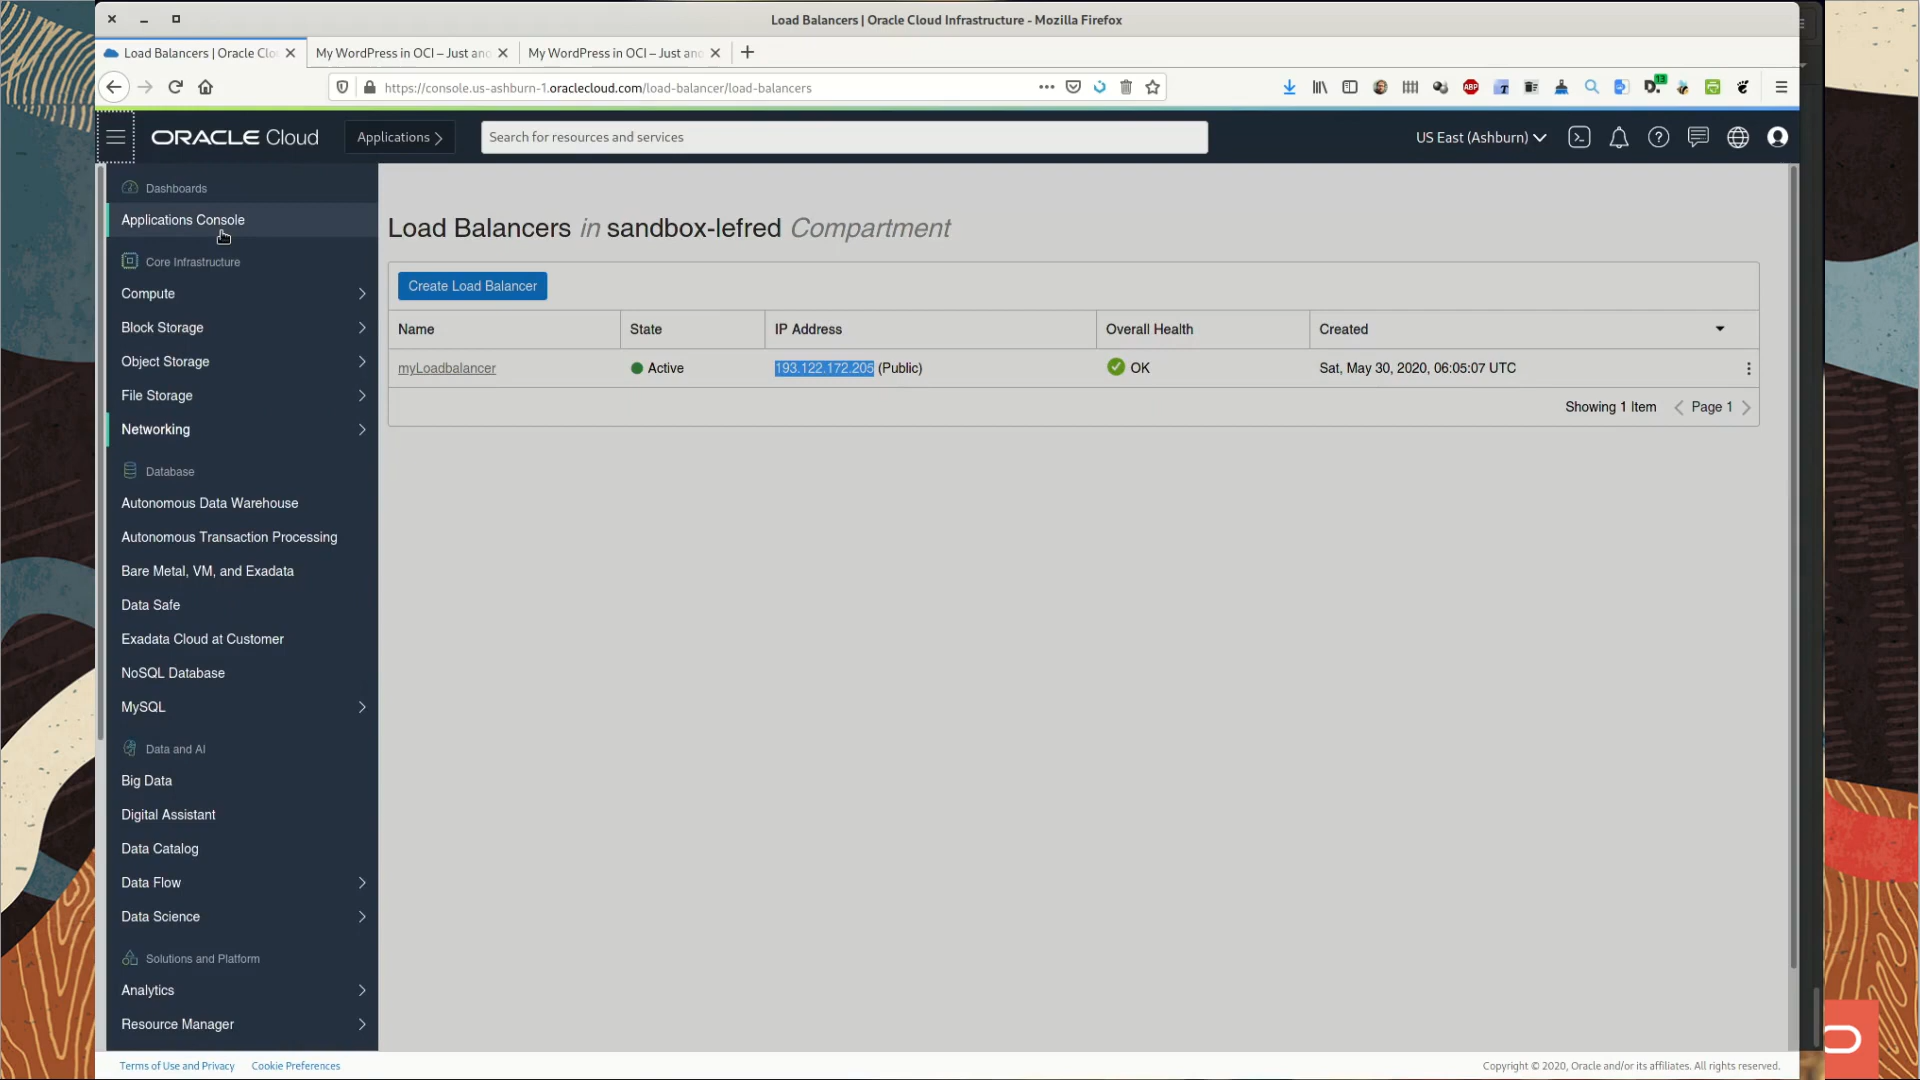 Load Balancers | Oracle Cloud Infrastructure - Mozilla Firefox
Load Balancers | Oracle Clo
My WordPress in OCI – Just ano
My WordPress in OCI – Just ano
https://console.us-ashburn-1.oraclecloud.com/load-balancer/load-balancers
ABP
T
D
13
ORACLE Cloud
Applications
Search for resources and services
US East (Ashburn)
Dashboards
Applications Console
Core Infrastructure
Compute
Block Storage
Object Storage
File Storage
Networking
Database
Autonomous Data Warehouse
Autonomous Transaction Processing
Bare Metal, VM, and Exadata
Data Safe
Exadata Cloud at Customer
NoSQL Database
MySQL
Data and AI
Big Data
Digital Assistant
Data Catalog
Data Flow
Data Science
Solutions and Platform
Analytics
Resource Manager
Load Balancers in sandbox-lefred Compartment
Create Load Balancer
Name State IP Address Overall Health Created
myLoadbalancer Active 193.122.172.205 (Public) OK Sat, May 30, 2020, 06:05:07 UTC
Showing 1 Item Page 1
Terms of Use and Privacy Cookie Preferences
Copyright © 2020, Oracle and/or its affiliates. All rights reserved.